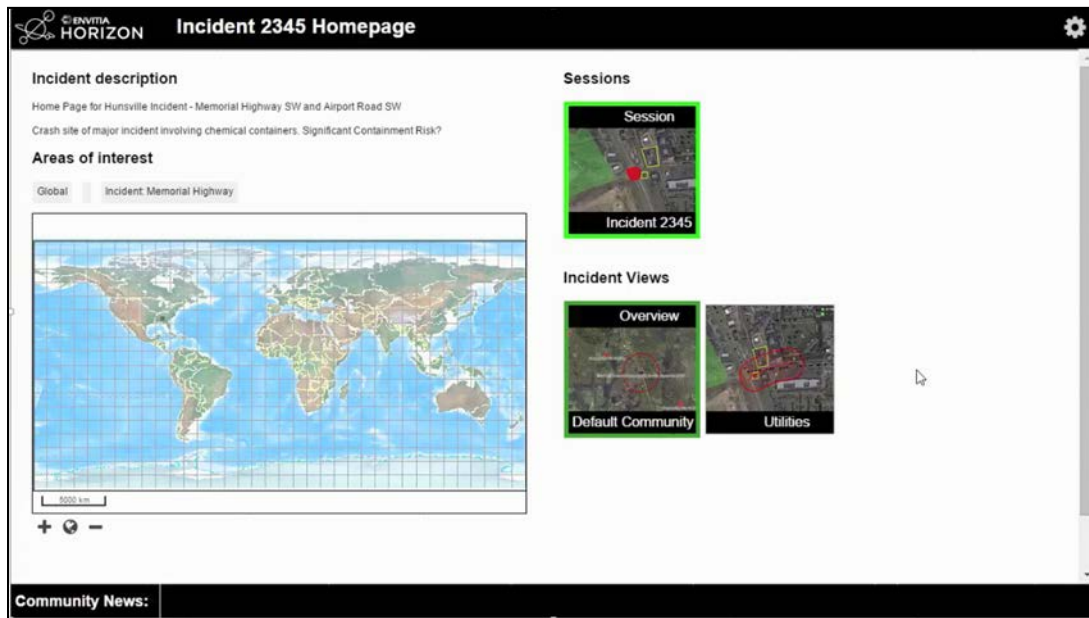 ENVITIA
HORIZON
Incident 2345 Homepage
Incident description
Home Page for Hunsville Incident - Memorial Highway SW and Airport Road SW
Crash site of major incident involving chemical containers. Significant Containment Risk?
Areas of interest
Global
Incident: Memorial Highway
5000 km
Sessions
Session
Incident 2345
Incident Views
Overview
Default Community
Utilities
Community News: